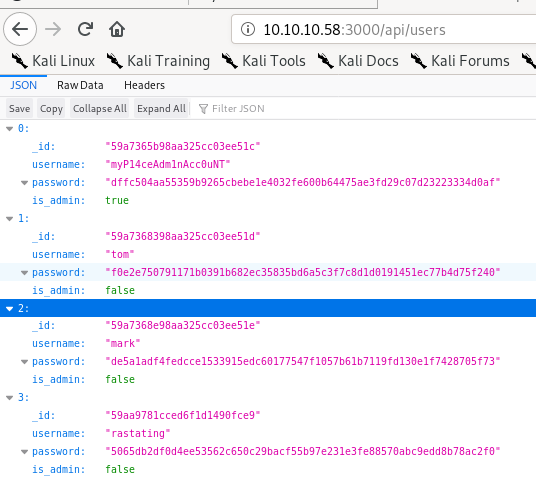 10.10.10.58:3000/api/users
Kali Linux Kali Training Kali Tools Kali Docs Kali Forums
JSON Raw Data Headers
Save Copy Collapse All Expand All Filter JSON
0:
_id: "59a7365b98aa325cc03ee51c"
username: "myP14ceAdm1nAcc0uNT"
password: "dffc504aa55359b9265cbebe1e4032fe600b64475ae3fd29c07d23223334d0af"
is_admin: true
1:
_id: "59a7368398aa325cc03ee51d"
username: "tom"
password: "f0e2e750791171b0391b682ec35835bd6a5c3f7c8d1d0191451ec77b4d75f240"
is_admin: false
2:
_id: "59a7368e98aa325cc03ee51e"
username: "mark"
password: "de5a1adf4fedcce1533915edc60177547f1057b61b7119fd130e1f7428705f73"
is_admin: false
3:
_id: "59aa9781cced6f1d1490fce9"
username: "rastating"
password: "5065db2df0d4ee53562c650c29bacf55b97e231e3fe88570abc9edd8b78ac2f0"
is_admin: false